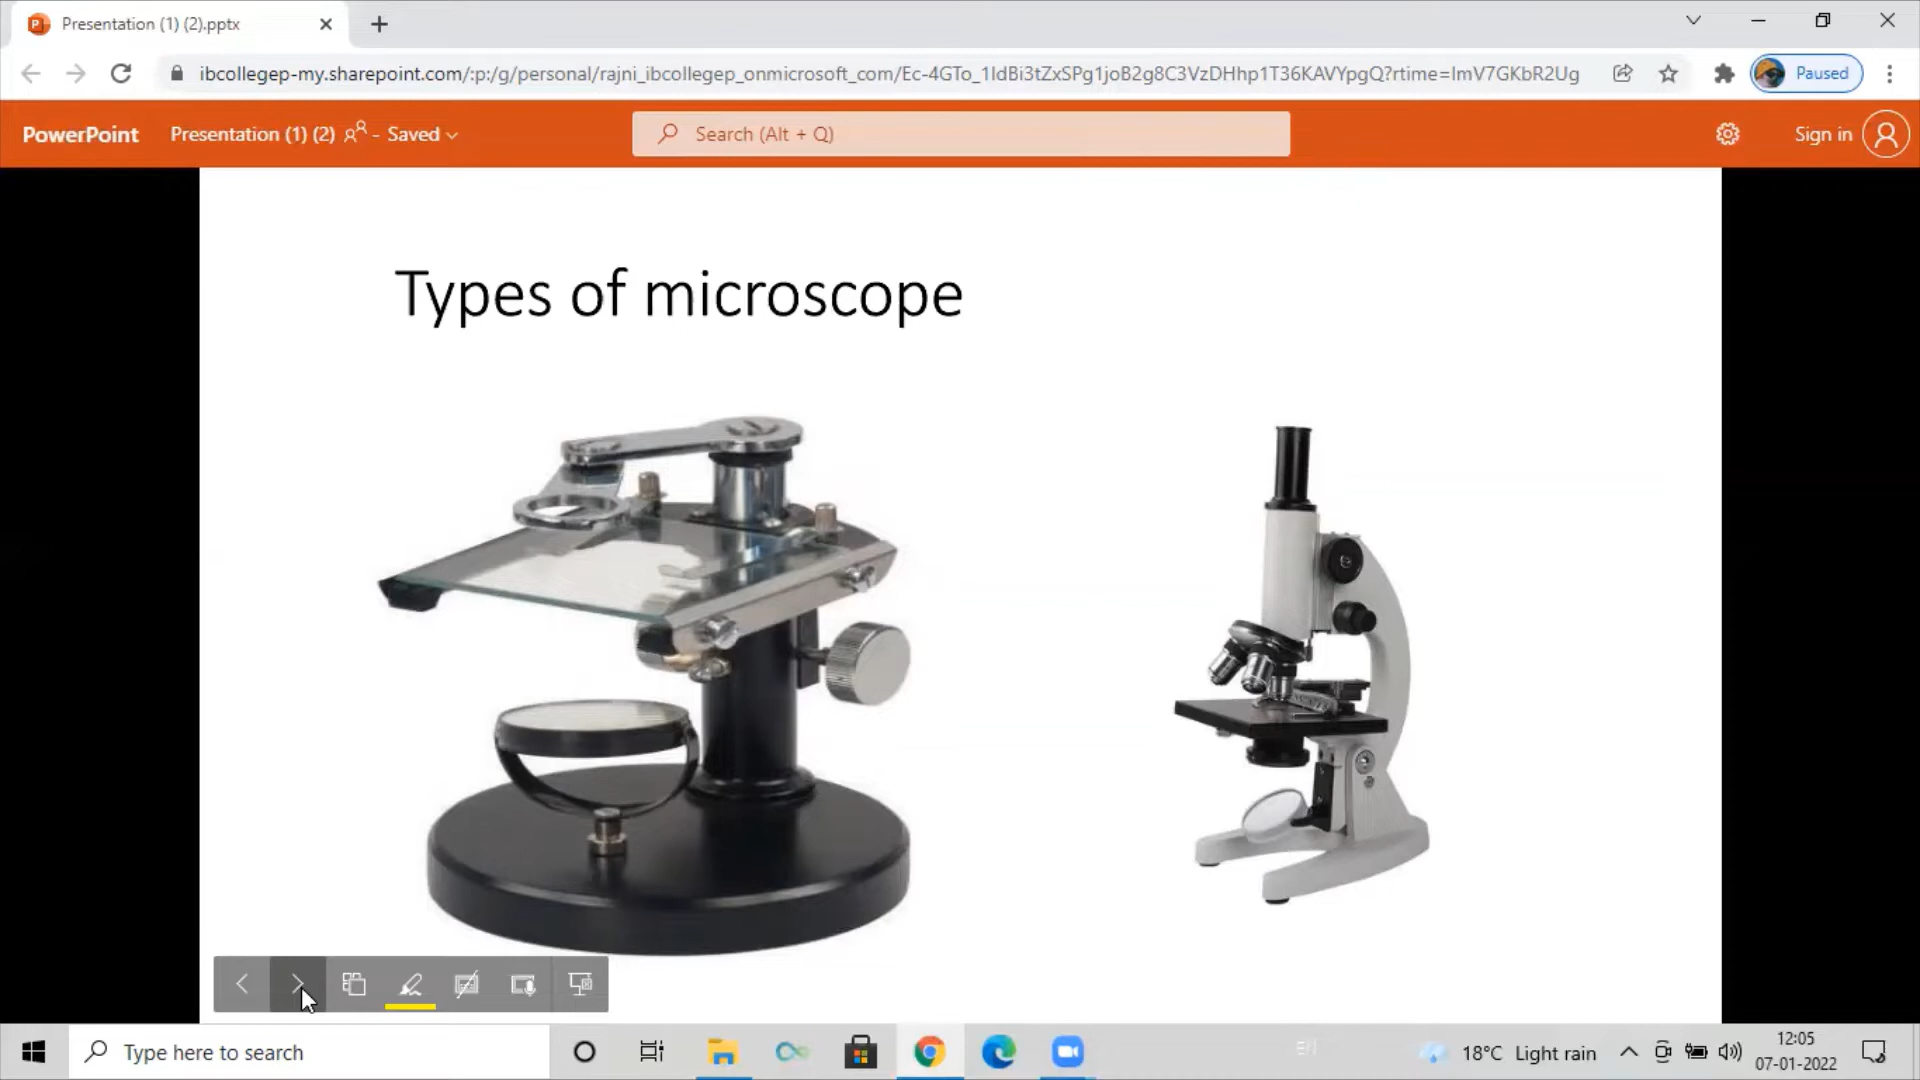 Presentation (1) (2).pptx
ibcollegep-my.sharepoint.com/:p:/g/personal/rajni_ibcollegep_onmicrosoft_com/Ec-4GTo_1IdBi3tZxSPg1joB2g8C3VzDHhp1T36KAVYpgQ?rtime=ImV7GKbR2Ug
Paused
PowerPoint
Presentation (1) (2) - Saved
Search (Alt + Q)
Sign in
Types of microscope
Type here to search
18°C Light rain
12:05
07-01-2022